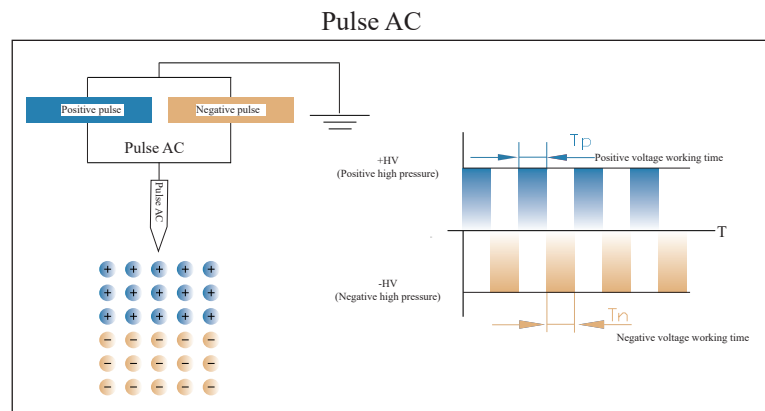 Pulse AC
Positive pulse
Negative pulse
Pulse AC
Pulse AC
+HV
(Positive high pressure)
Tp
Positive voltage working time
T
-HV
(Negative high pressure)
Tn
Negative voltage working time
+ + + + +
+ + + + +
+ + + + +
− − − − −
− − − − −
− − − − −